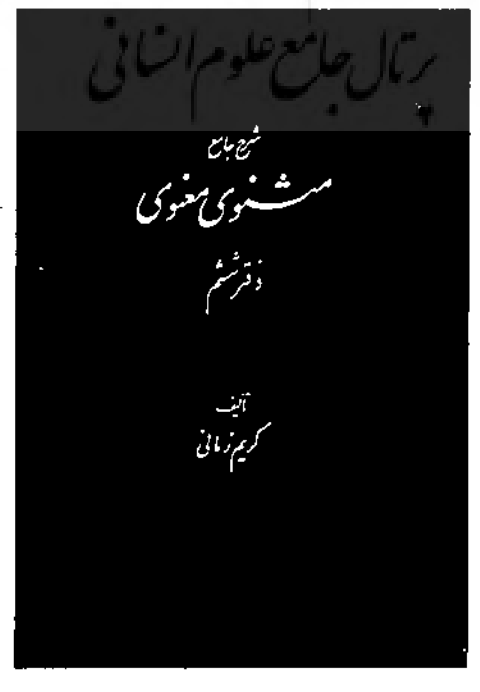 پرتال جامع علوم انسانی
شرح جامع
مثنوی معنوی
دفتر ششم
تألیف
کریم زمانی